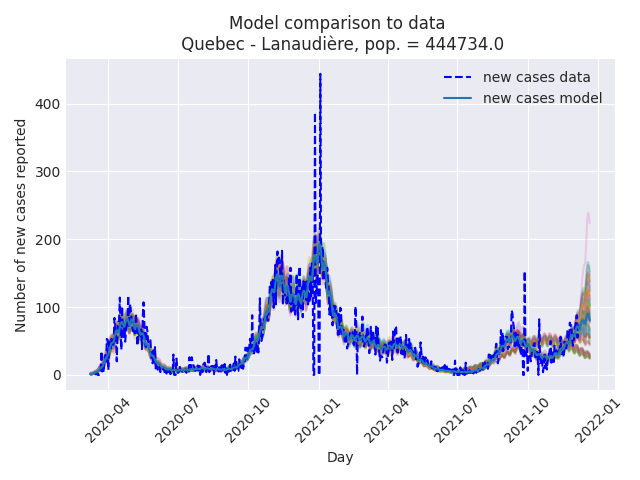 Model comparison to data
Quebec - Lanaudière, pop. = 444734.0
new cases data
new cases model
Number of new cases reported
400
300
200
100
0
2020-04
2020-07
2020-10
2021-01
2021-04
2021-07
2021-10
2022-01
Day